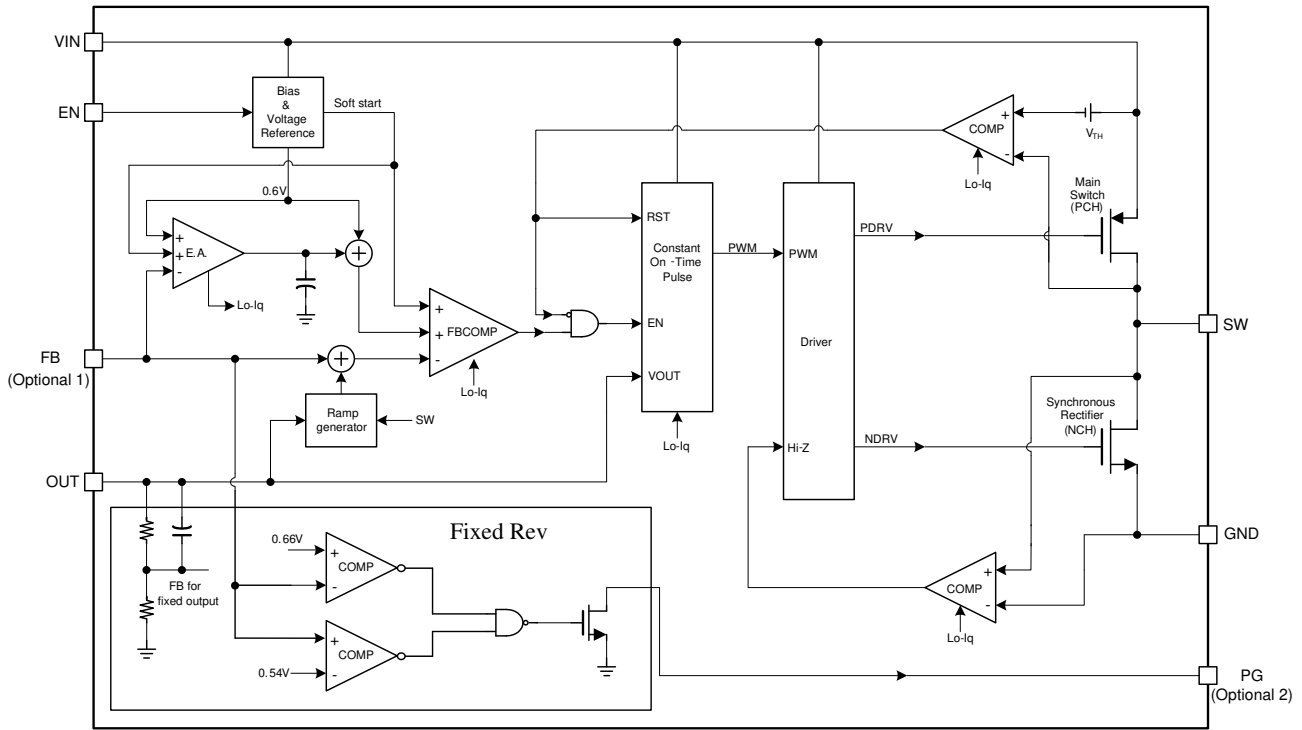 VIN
EN
Bias
&
Voltage
Reference
Soft start
0.6V
+
+
-
E.A.
Lo-Iq
+
FB
(Optional 1)
+
Ramp
generator
SW
+
+
-
FBCOMP
Lo-Iq
OUT
RST
Constant
On -Time
Pulse
EN
VOUT
Lo-Iq
PWM
PWM
Driver
Hi-Z
PDRV
NDRV
COMP
+
-
Lo-Iq
VTH
Main
Switch
(PCH)
SW
Synchronous
Rectifier
(NCH)
GND
COMP
+
-
Lo-Iq
PG
(Optional 2)
Fixed Rev
FB for
fixed output
0.66V
+
-
COMP
+
-
COMP
0.54V